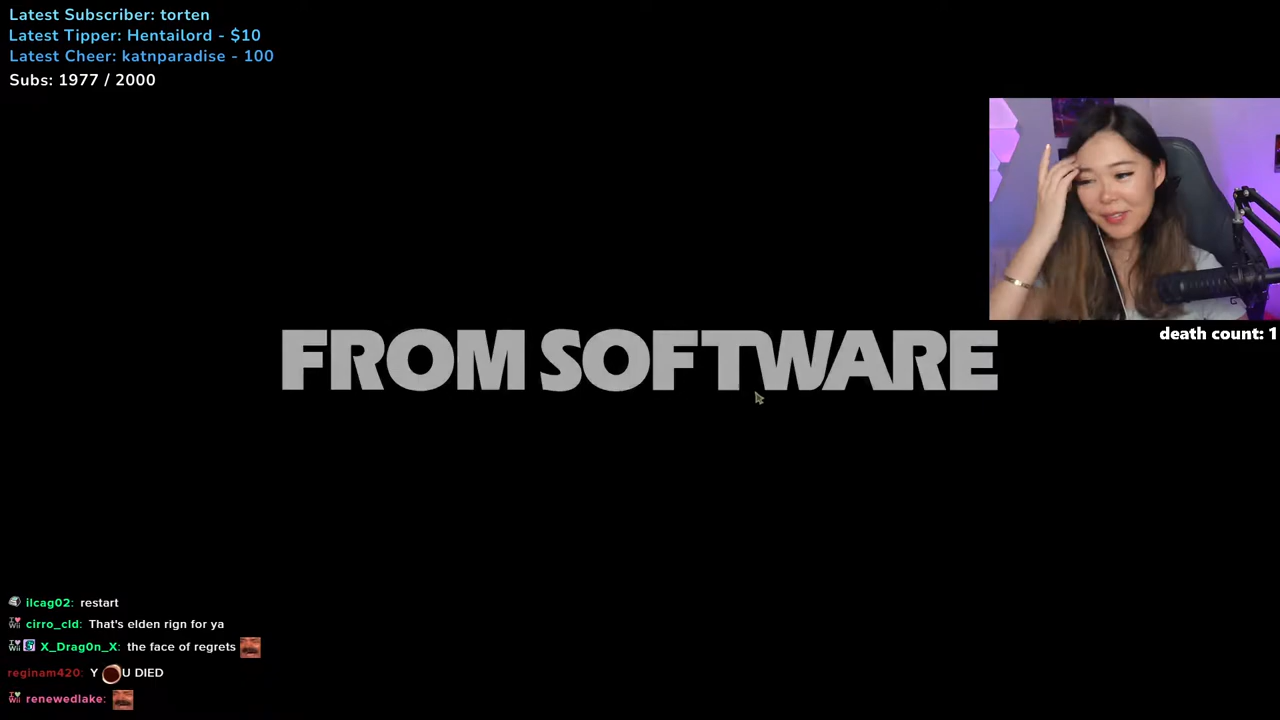 Latest Subscriber: torten
Latest Tipper: Hentailord - $10
Latest Cheer: katnparadise - 100
Subs: 1977 / 2000
death count: 1
FROM SOFTWARE
ilcag02: restart
cirro_cld: That's elden rign for ya
X_Drag0n_X: the face of regrets
reginam420: Y U DIED
renewedlake: